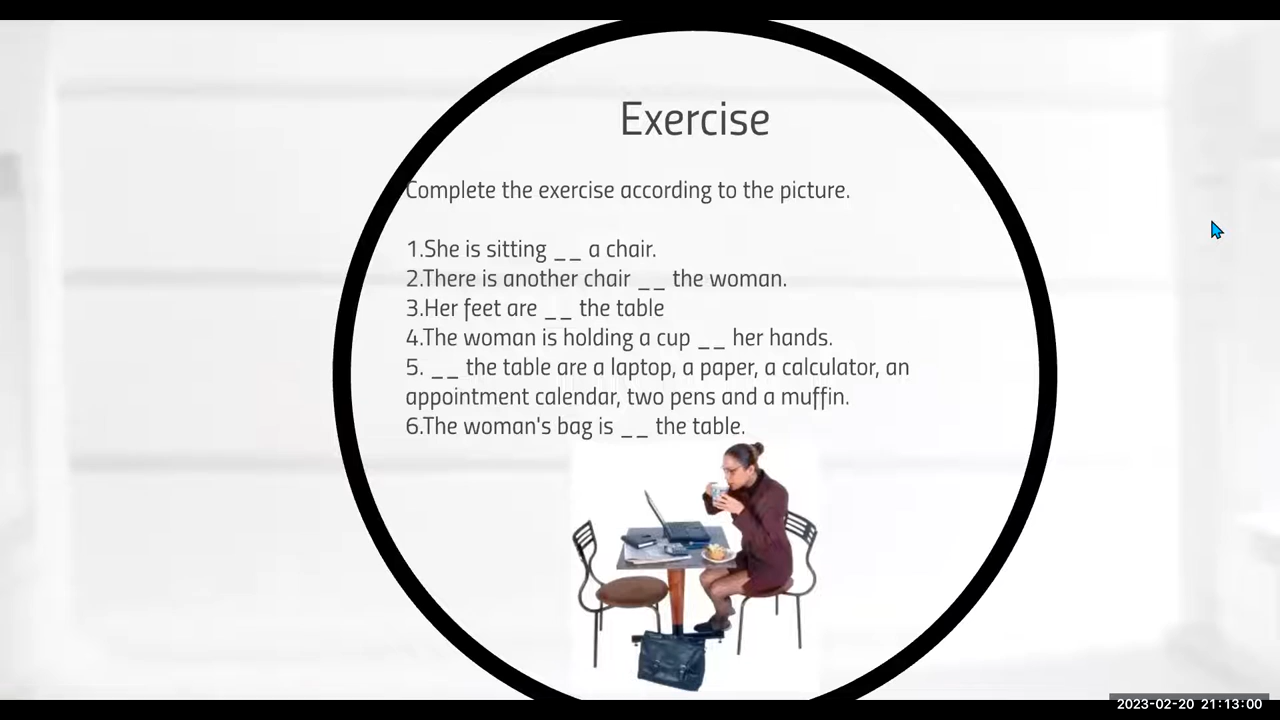 Exercise
Complete the exercise according to the picture.
1.She is sitting __ a chair.
2.There is another chair __ the woman.
3.Her feet are __ the table
4.The woman is holding a cup __ her hands.
5. __ the table are a laptop, a paper, a calculator, an
appointment calendar, two pens and a muffin.
6.The woman's bag is __ the table.
2023-02-20 21:13:00